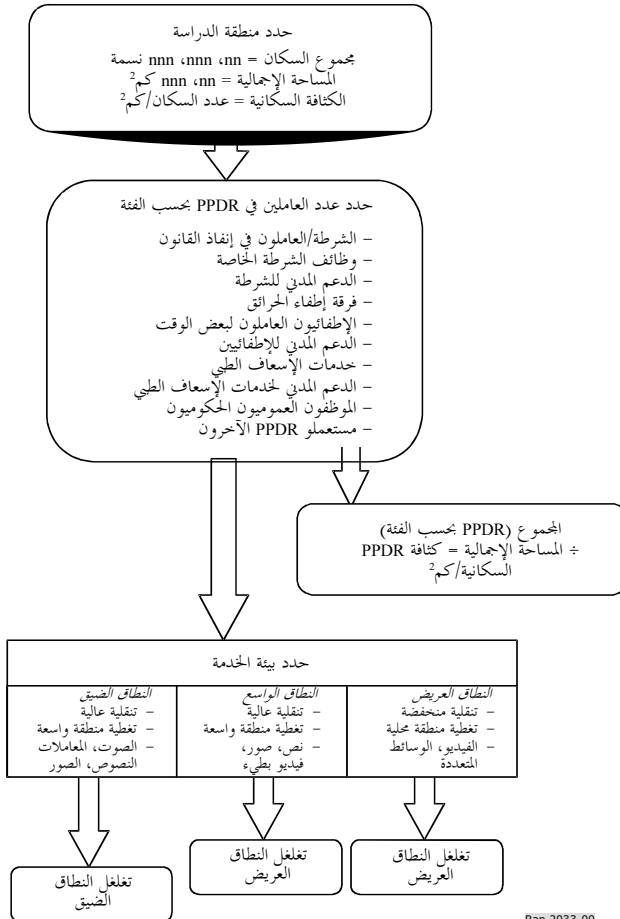 حدد منطقة الدراسة
مجموع السكان = nn، nnn، nnn نسمة
المساحة الإجمالية = nn، nnn كم²
الكثافة السكانية = عدد السكان/كم²
حدد عدد العاملين في PPDR بحسب الفئة
– الشرطة/العاملون في إنفاذ القانون
– وظائف الشرطة الخاصة
– الدعم المدني للشرطة
– فرقة إطفاء الحرائق
– الإطفائيون العاملون لبعض الوقت
– الدعم المدني للإطفائيين
– خدمات الإسعاف الطبي
– الدعم المدني لخدمات الإسعاف الطبي
– الموظفون العموميون الحكوميون
– مستعملو PPDR الآخرون
المجموع (PPDR بحسب الفئة)
÷ المساحة الإجمالية = كثافة PPDR
السكانية/كم²
حدد بيئة الخدمة
النطاق العريض
– تنقلية منخفضة
– تغطية منطقة محلية
– الفيديو، الوسائط
المتعددة
النطاق الواسع
– تنقلية عالية
– تغطية منطقة واسعة
– نص، صور،
فيديو بطيء
النطاق الضيق
– تنقلية عالية
– تغطية منطقة واسعة
– الصوت، المعاملات
النصوص، الصور
تغلغل النطاق
العريض
تغلغل النطاق
العريض
تغلغل النطاق
الضيق
Rap 2033-00